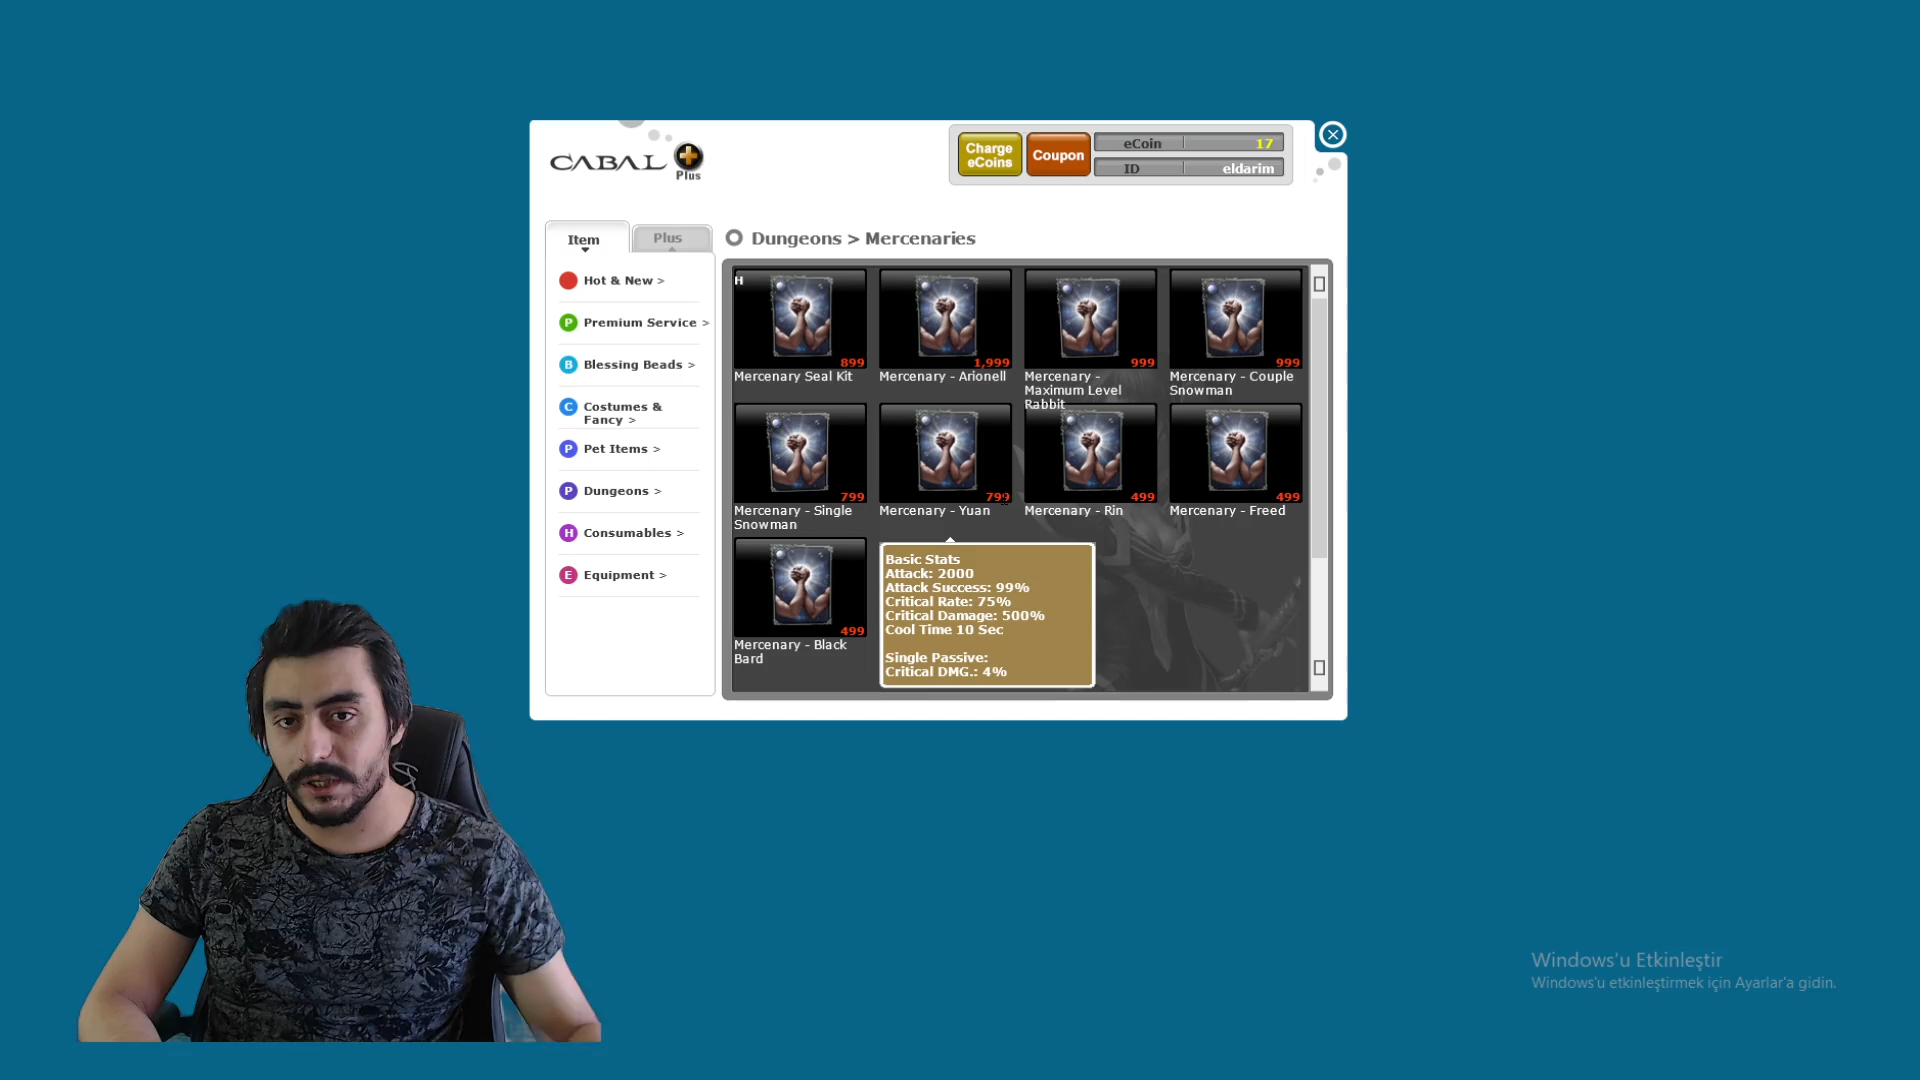 CABAL
Plus
Charge
eCoins
Coupon
eCoin 17
ID eldarim
Item
Plus
Dungeons > Mercenaries
Hot & New >
P Premium Service >
B Blessing Beads >
C Costumes &
Fancy >
P Pet Items >
P Dungeons >
H Consumables >
E Equipment >
H
899
Mercenary Seal Kit
1,999
Mercenary - Arionell
999
Mercenary -
Maximum Level
Rabbit
999
Mercenary - Couple
Snowman
799
Mercenary - Single
Snowman
799
Mercenary - Yuan
499
Mercenary - Rin
499
Mercenary - Freed
499
Mercenary - Black
Bard
Basic Stats
Attack: 2000
Attack Success: 99%
Critical Rate: 75%
Critical Damage: 500%
Cool Time 10 Sec
Single Passive:
Critical DMG.: 4%
Windows'u Etkinleştir
Windows'u etkinleştirmek için Ayarlar'a gidin.